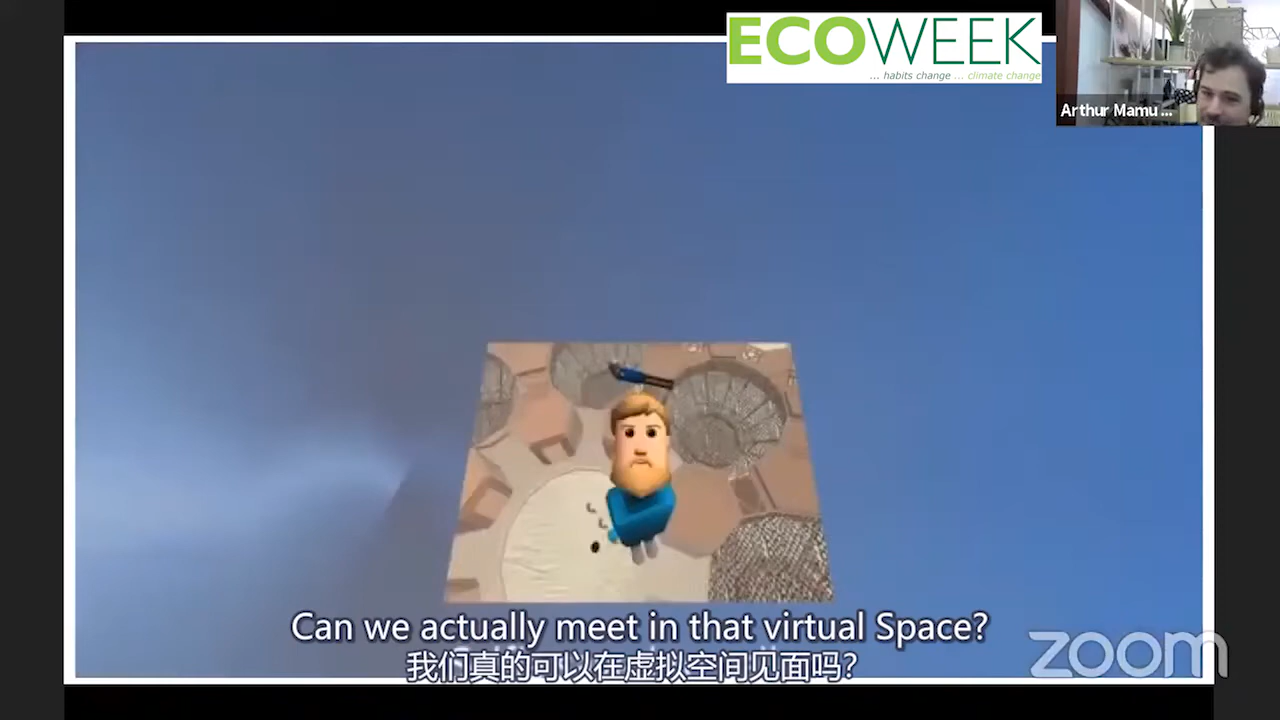 ECOWEEK
... habits change ... climate change
Arthur Mamu ...
Can we actually meet in that virtual Space?
我们真的可以在虚拟空间见面吗?
zoom